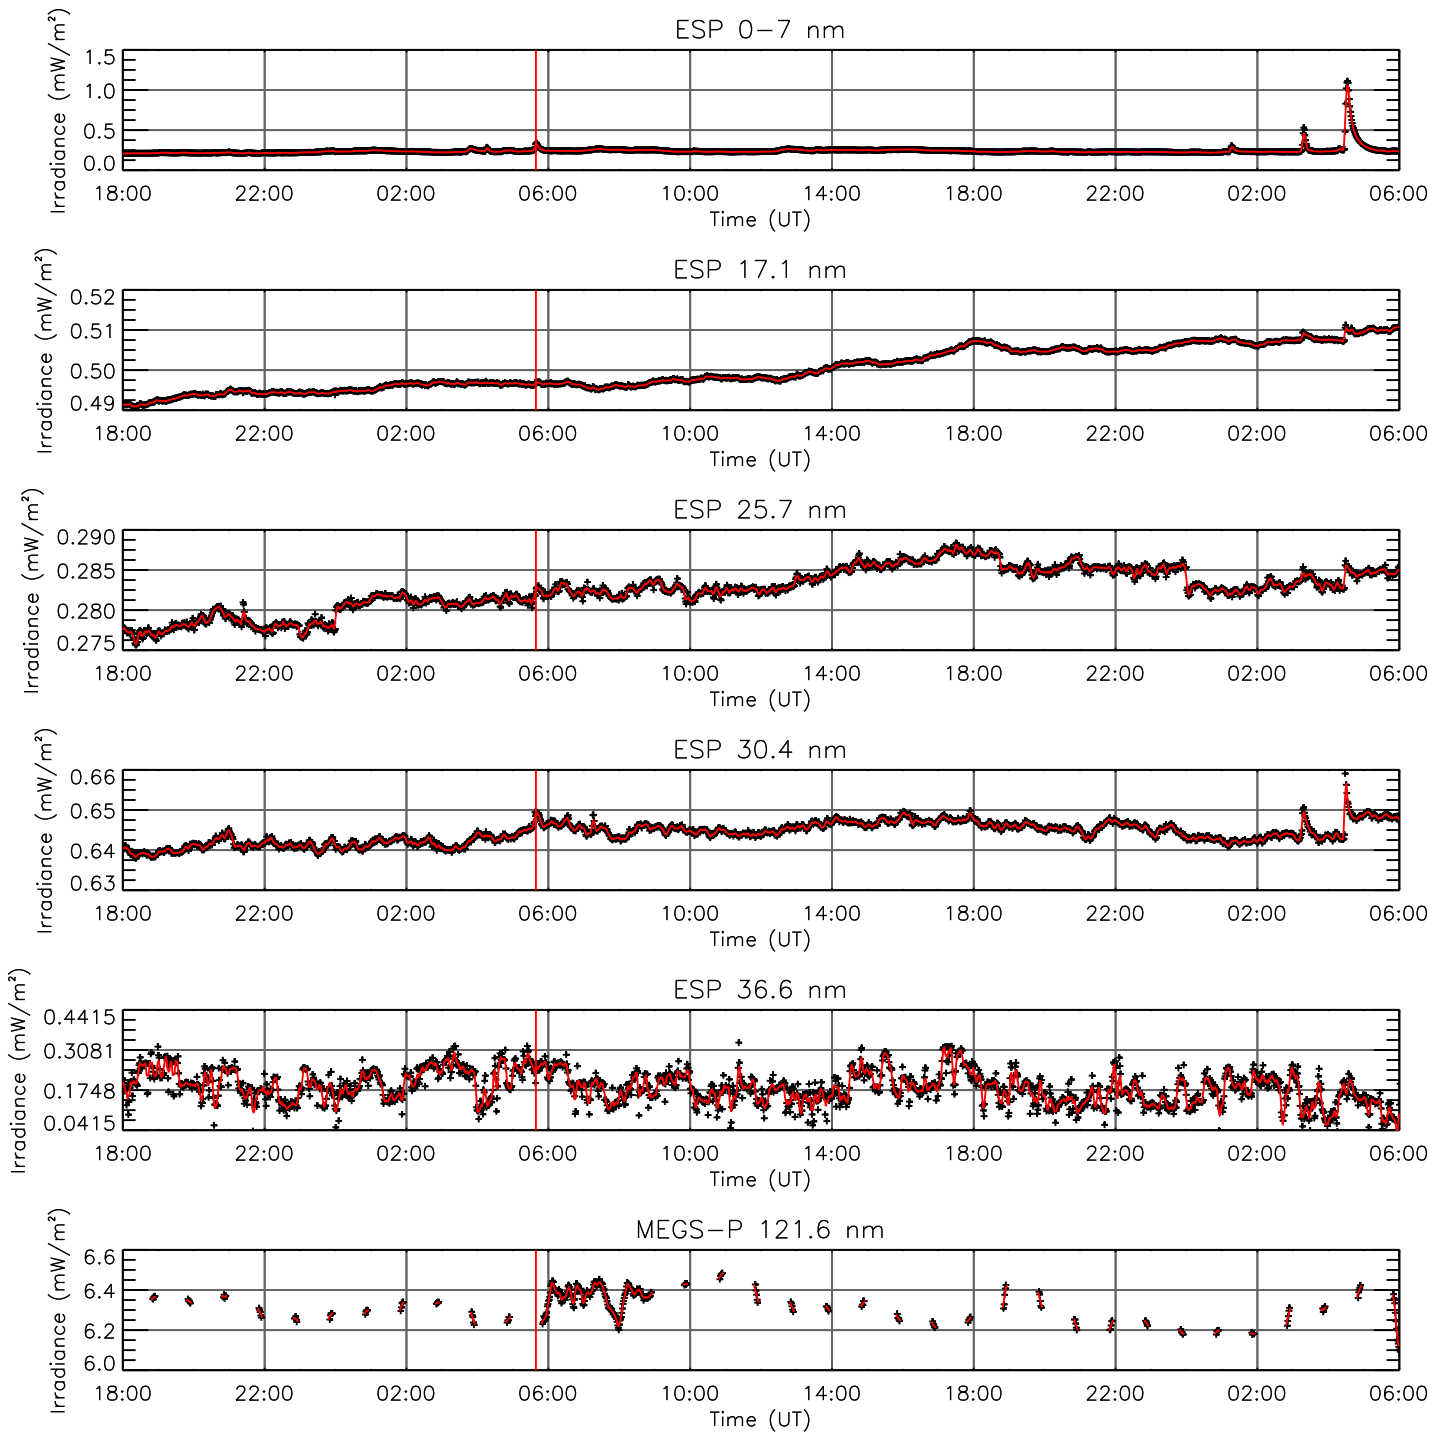 ESP 0-7 nm
Irradiance (mW/m²)
1.5
1.0
0.5
0.0
18:00 22:00 02:00 06:00 10:00 14:00 18:00 22:00 02:00 06:00
Time (UT)
ESP 17.1 nm
Irradiance (mW/m²)
0.52
0.51
0.50
0.49
18:00 22:00 02:00 06:00 10:00 14:00 18:00 22:00 02:00 06:00
Time (UT)
ESP 25.7 nm
Irradiance (mW/m²)
0.290
0.285
0.280
0.275
18:00 22:00 02:00 06:00 10:00 14:00 18:00 22:00 02:00 06:00
Time (UT)
ESP 30.4 nm
Irradiance (mW/m²)
0.66
0.65
0.64
0.63
18:00 22:00 02:00 06:00 10:00 14:00 18:00 22:00 02:00 06:00
Time (UT)
ESP 36.6 nm
Irradiance (mW/m²)
0.4415
0.3081
0.1748
0.0415
18:00 22:00 02:00 06:00 10:00 14:00 18:00 22:00 02:00 06:00
Time (UT)
MEGS-P 121.6 nm
Irradiance (mW/m²)
6.6
6.4
6.2
6.0
18:00 22:00 02:00 06:00 10:00 14:00 18:00 22:00 02:00 06:00
Time (UT)